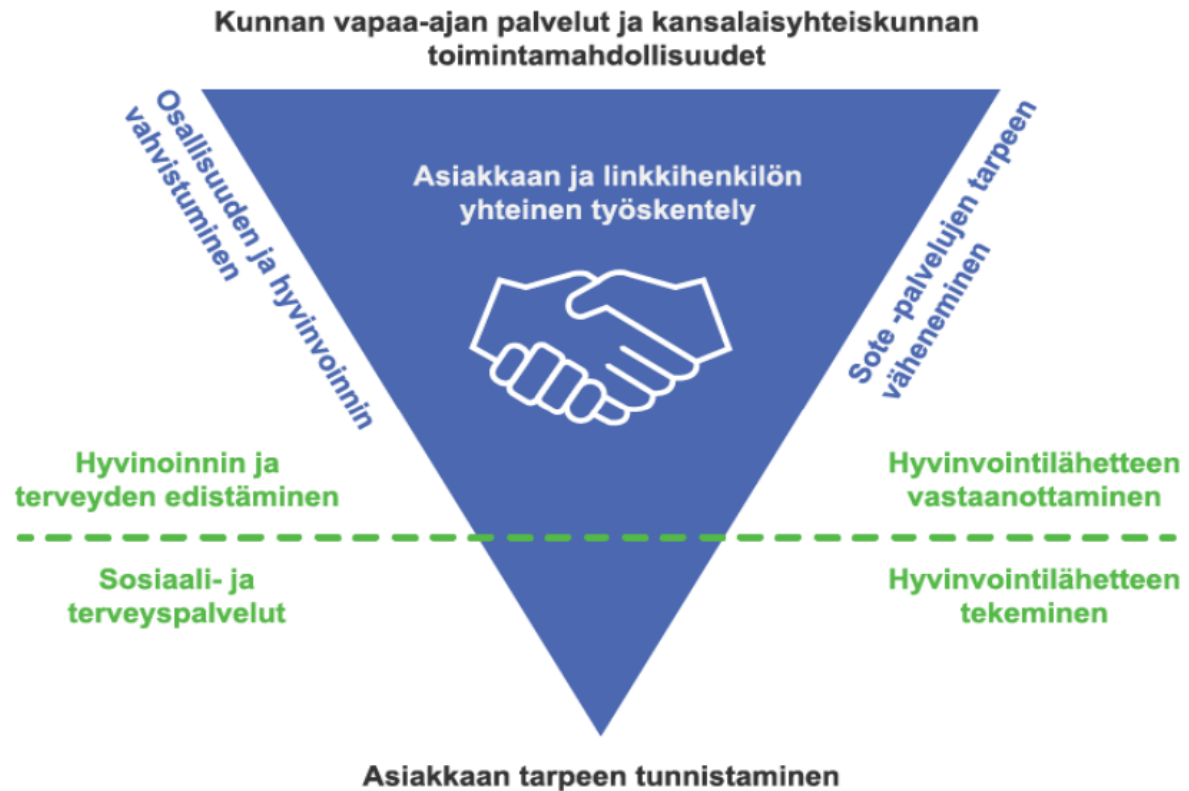 Kunnan vapaa-ajan palvelut ja kansalaisyhteiskunnan
toimintamahdollisuudet
Osallisuuden ja hyvinvoinnin
vahvistuminen
Asiakkaan ja linkkihenkilön
yhteinen työskentely
Sote -palvelujen tarpeen
väheneminen
Hyvinoinnin ja
terveyden edistäminen
Hyvinvointilähetteen
vastaanottaminen
Sosiaali- ja
terveyspalvelut
Hyvinvointilähetteen
tekeminen
Asiakkaan tarpeen tunnistaminen